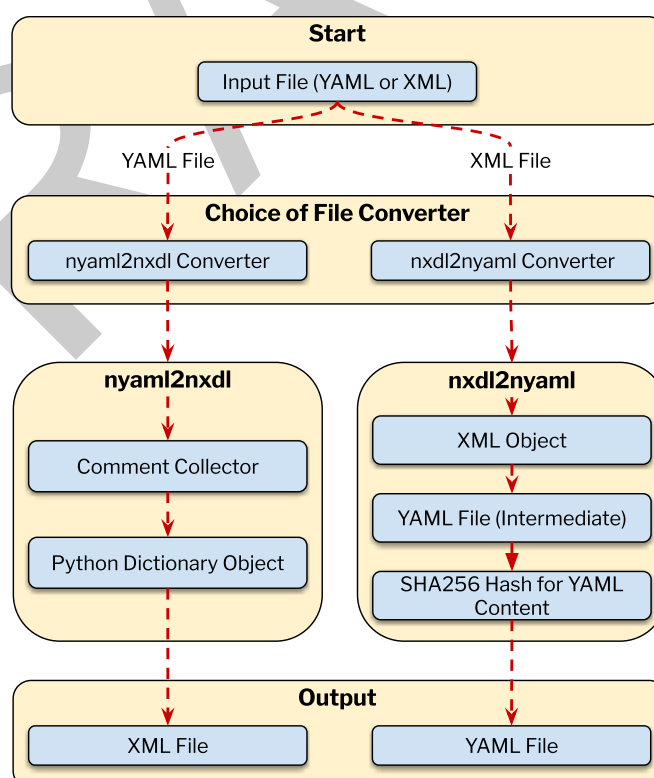 Start
Input File (YAML or XML)
YAML File
XML File
Choice of File Converter
nyaml2nxdl Converter
nxdl2nyaml Converter
nyaml2nxdl
nxdl2nyaml
Comment Collector
XML Object
YAML File (Intermediate)
Python Dictionary Object
SHA256 Hash for YAML
Content
Output
XML File
YAML File